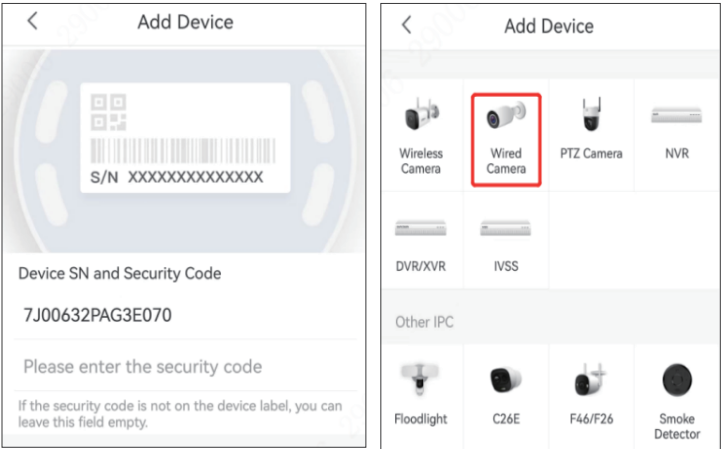 Add Device
S/N XXXXXXXXXXXXXX
Device SN and Security Code
7J00632PAG3E070
Please enter the security code
If the security code is not on the device label, you can
leave this field empty.
Add Device
Wireless
Camera
Wired
Camera
PTZ Camera
NVR
DVR/XVR
IVSS
Other IPC
Floodlight
C26E
F46/F26
Smoke
Detector